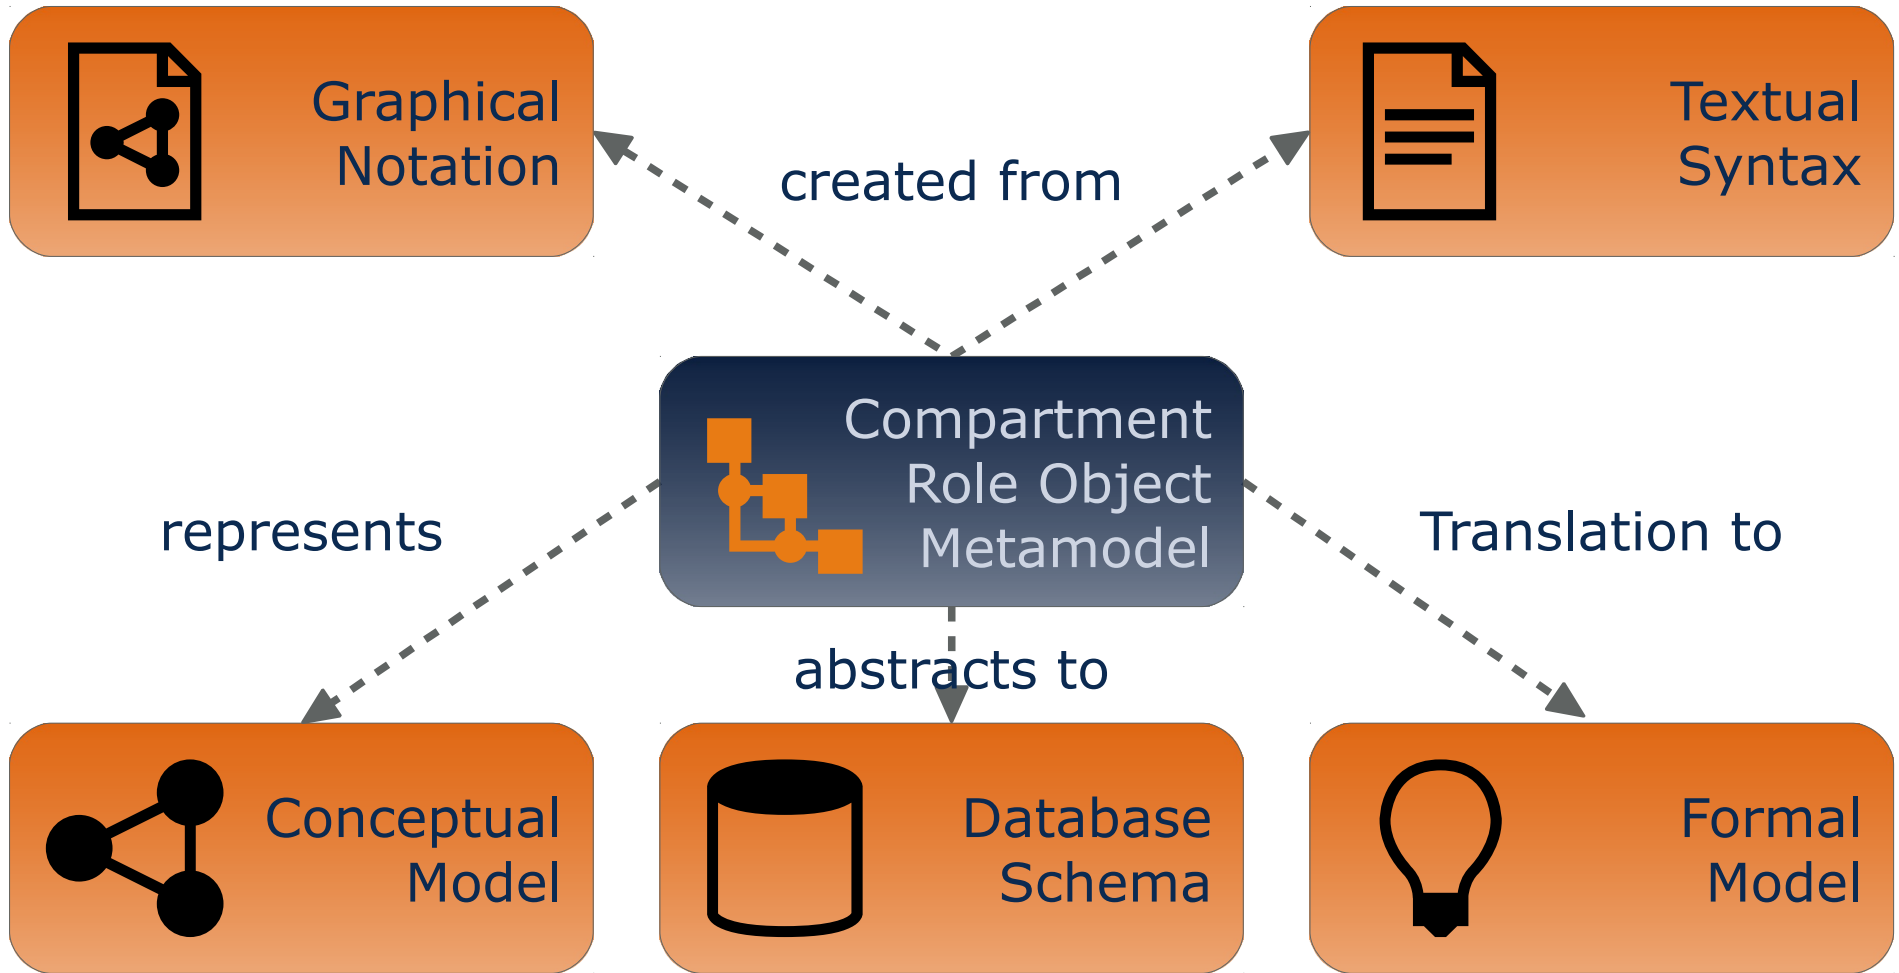 Graphical
Notation
Textual
Syntax
created from
Compartment
Role Object
Metamodel
represents
Translation to
abstracts to
Conceptual
Model
Database
Schema
Formal
Model